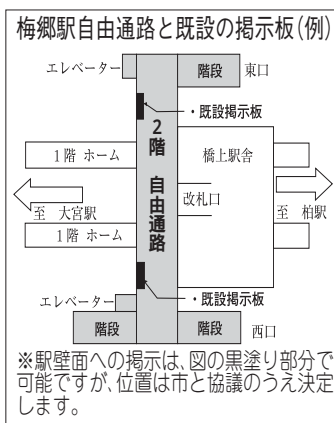 梅郷駅自由通路と既設の掲示板(例)
エレベーター
階段
東口
・既設掲示板
2階 自由通路
1階 ホーム
橋上駅舎
改札口
至 大宮駅
至 柏駅
1階 ホーム
エレベーター
・既設掲示板
階段
階段
西口
※駅壁面への掲示は、図の黒塗り部分で
可能ですが、位置は市と協議のうえ決定
します。